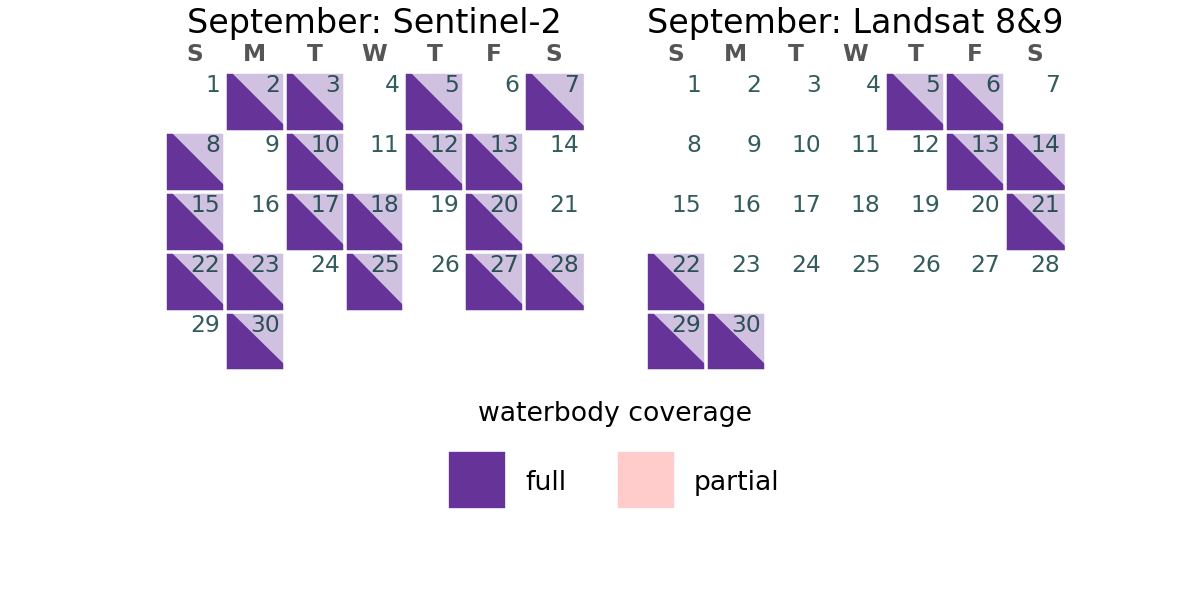 September: Sentinel-2
S M T W T F S
1 2 3 4 5 6 7
8 9 10 11 12 13 14
15 16 17 18 19 20 21
22 23 24 25 26 27 28
29 30
September: Landsat 8&9
S M T W T F S
1 2 3 4 5 6 7
8 9 10 11 12 13 14
15 16 17 18 19 20 21
22 23 24 25 26 27 28
29 30
waterbody coverage
full partial